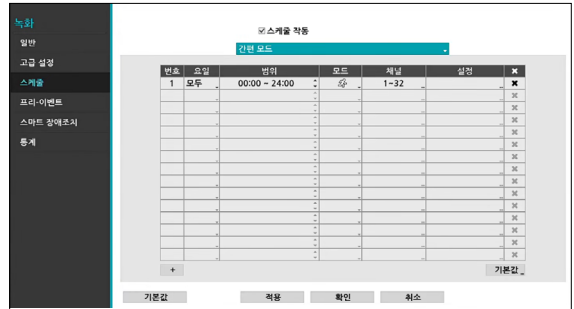 녹화
일반
고급 설정
스케줄
프리-이벤트
스마트 장애조치
통계
스케줄 작동
간편 모드
번호 요일 범위 모드 채널 설정
1 모두 00:00 ~ 24:00 1~32
+ 기본값
기본값 적용 확인 취소